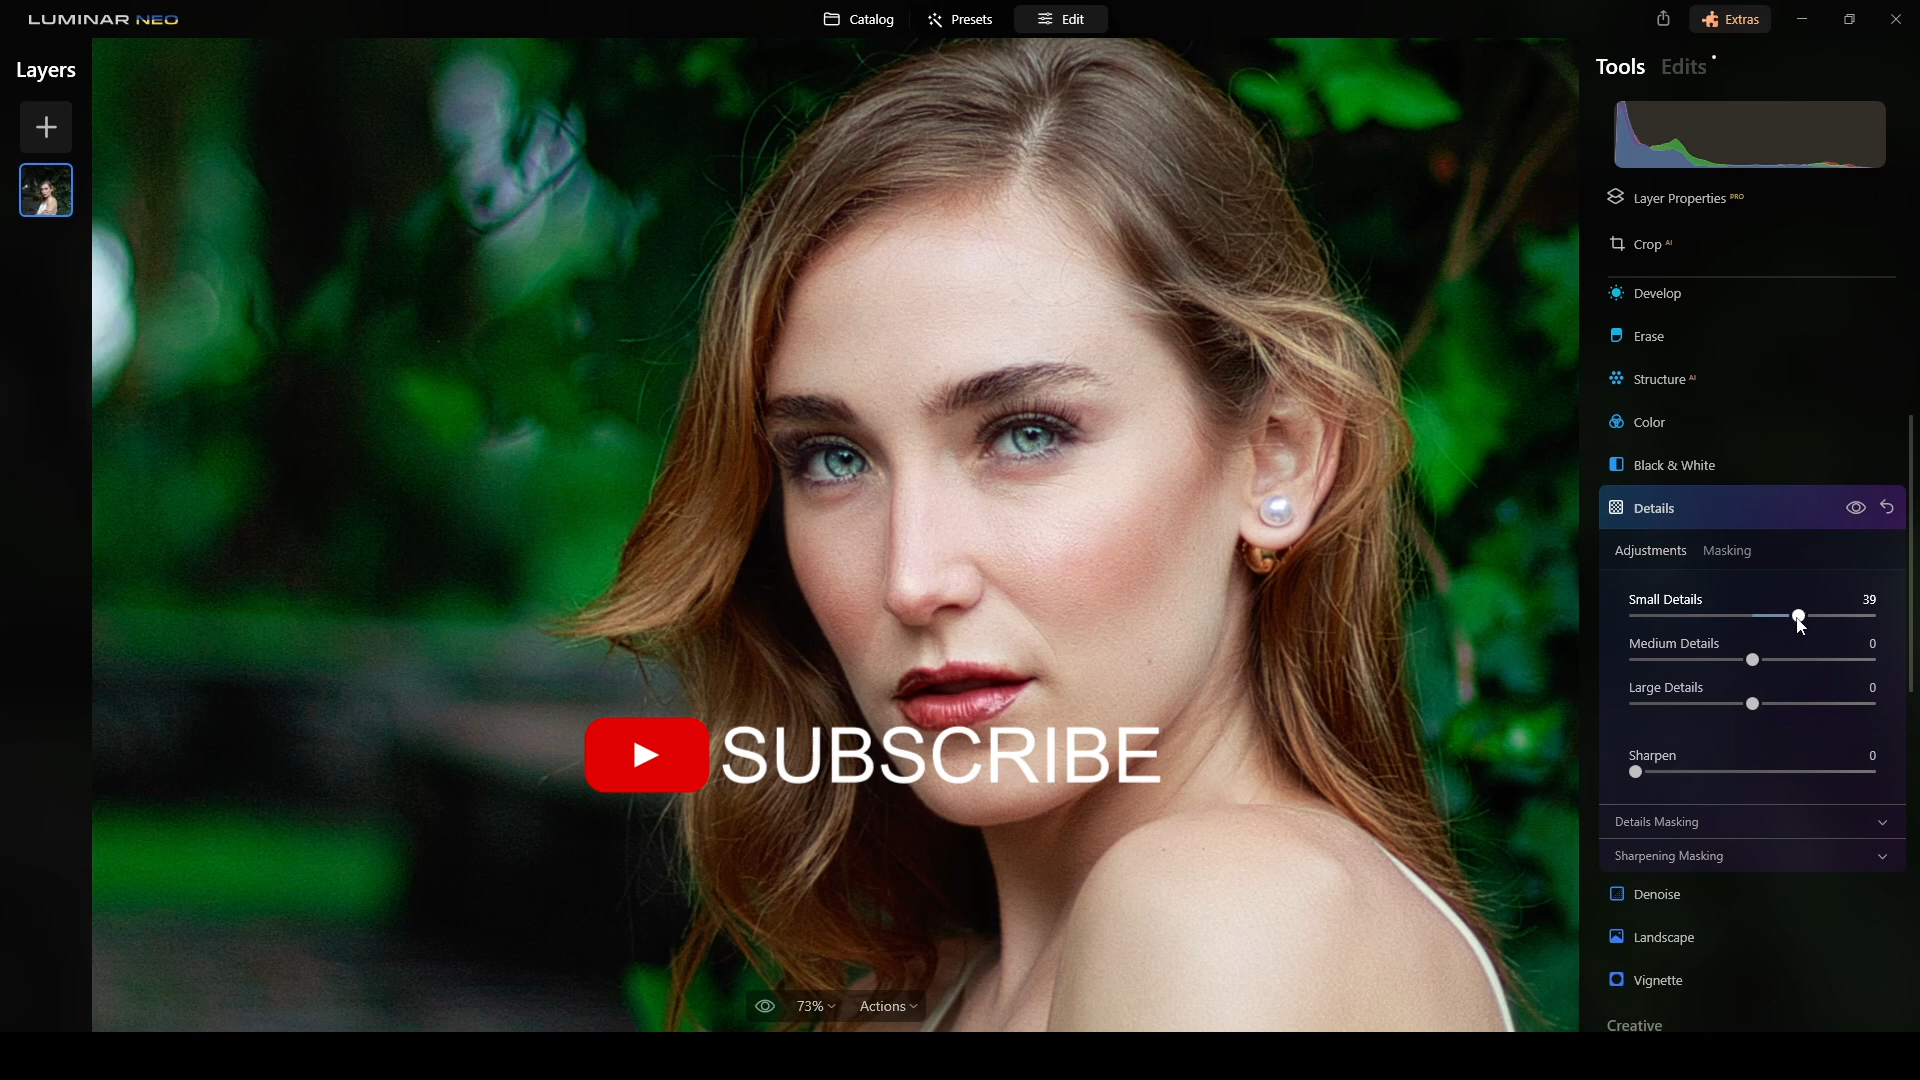 LUMINAR NEO
Catalog
Presets
Edit
Extras
Layers
Tools
Edits
Layer Properties PRO
Crop AI
Develop
Erase
Structure AI
Color
Black & White
Details
Adjustments
Masking
Small Details
39
Medium Details
0
Large Details
0
Sharpen
0
Details Masking
Sharpening Masking
Denoise
Landscape
Vignette
Creative
SUBSCRIBE
73%
Actions